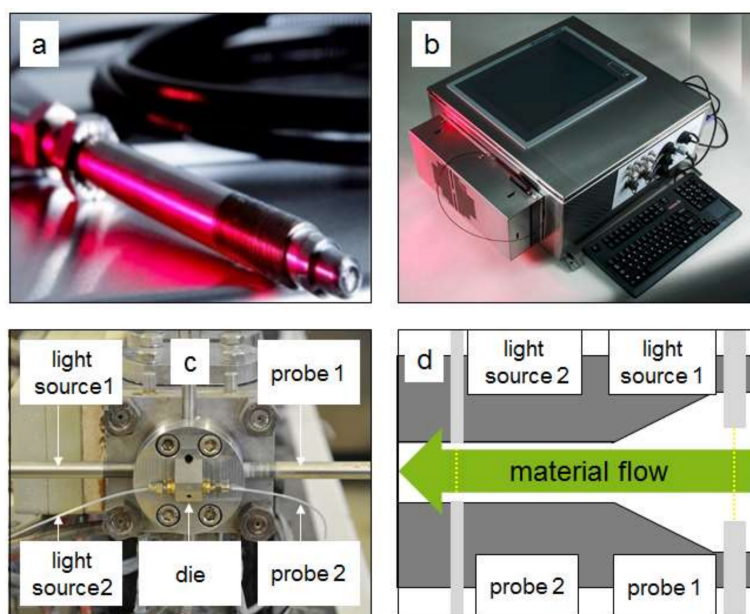 a
b
c
light
source1
probe 1
light
source2
die
probe 2
d
light
source 2
light
source 1
material flow
probe 2
probe 1